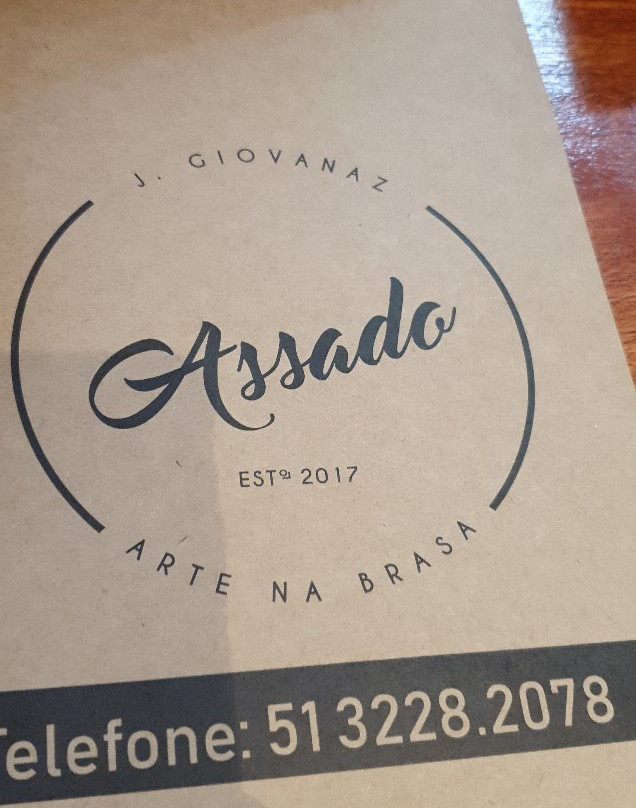 J. GIOVANAZ
Assado
ESTº 2017
ARTE NA BRASA
Telefone: 51 3228.2078